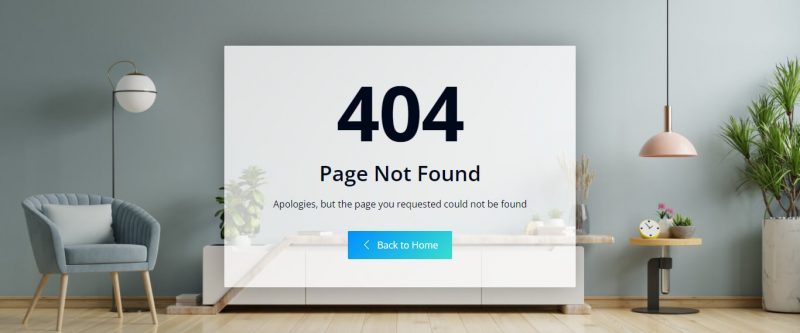 404
Page Not Found
Apologies, but the page you requested could not be found
Back to Home